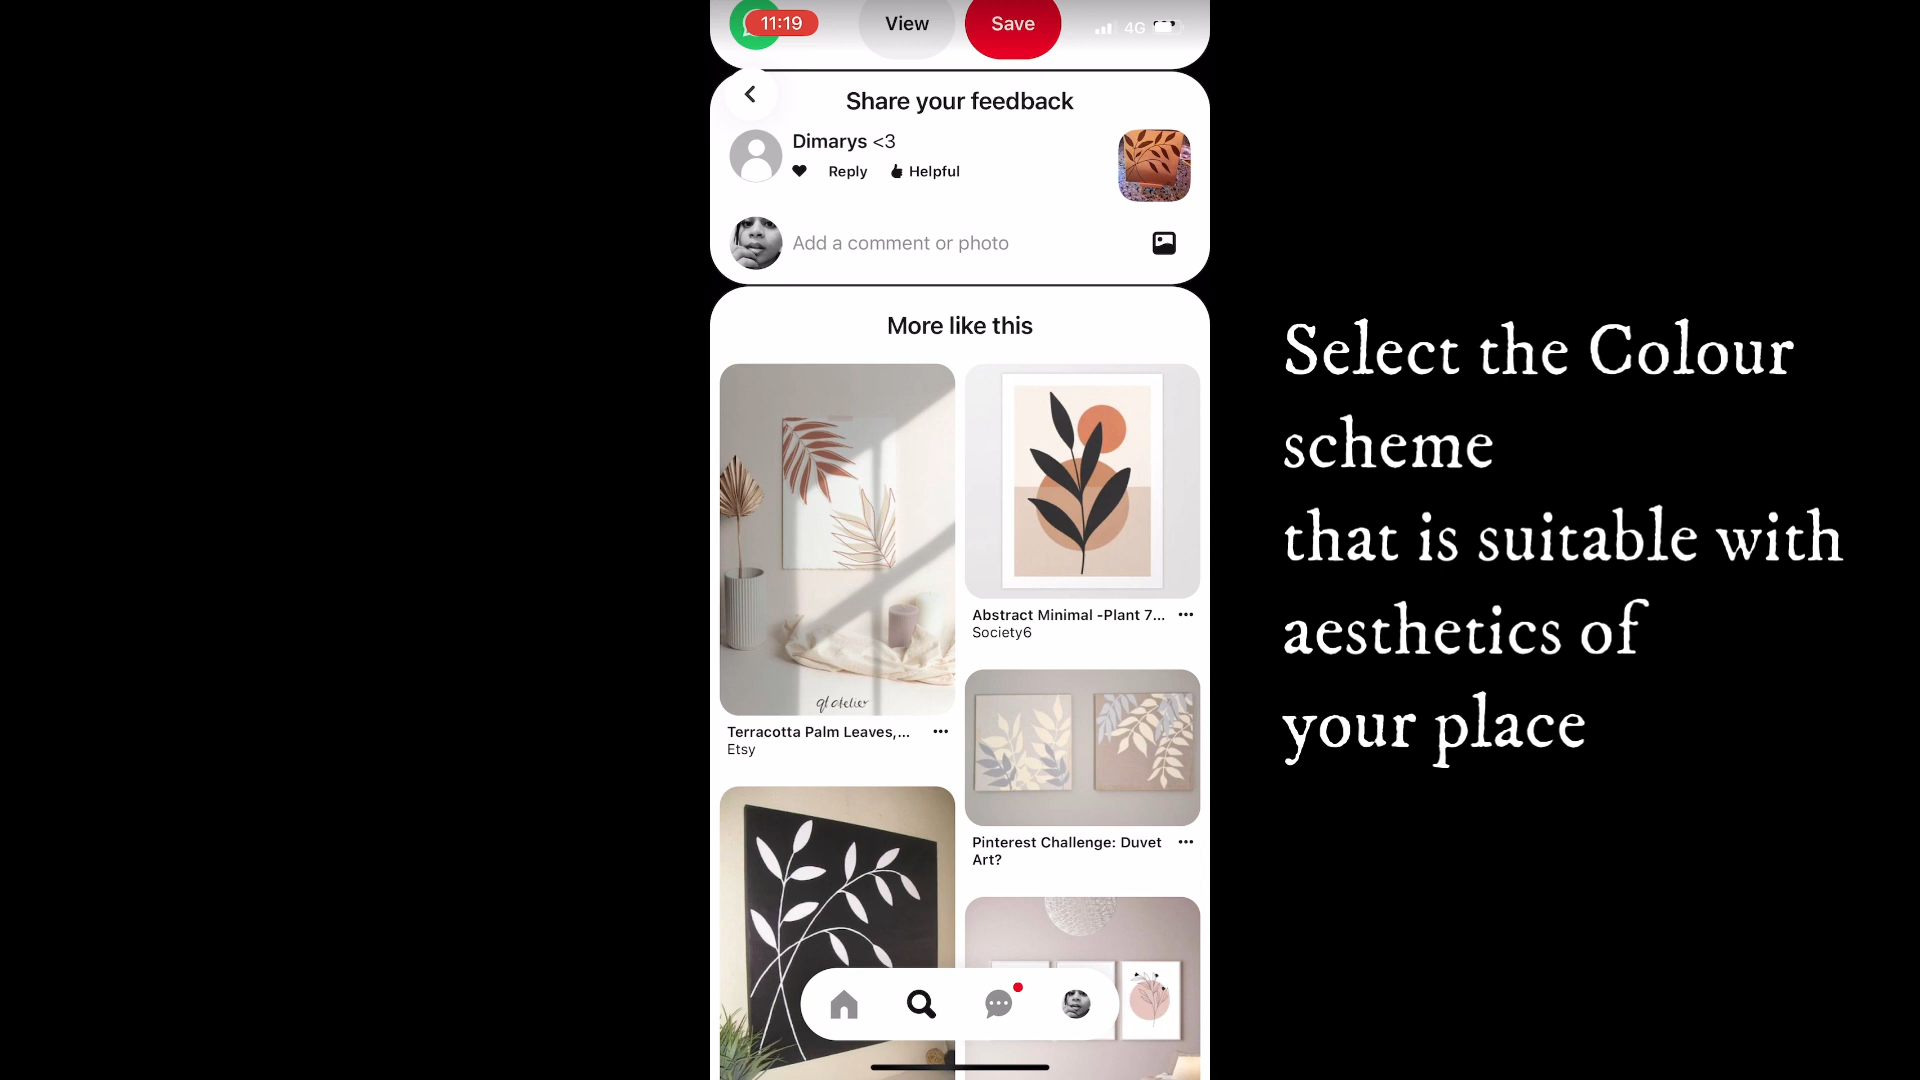 11:19
View
Save
4G
Share your feedback
Dimarys <3
Reply
Helpful
Add a comment or photo
More like this
Abstract Minimal -Plant 7...
Society6
ql atelier
Terracotta Palm Leaves,...
Etsy
Pinterest Challenge: Duvet
Art?
Select the Colour
scheme
that is suitable with
aesthetics of
your place